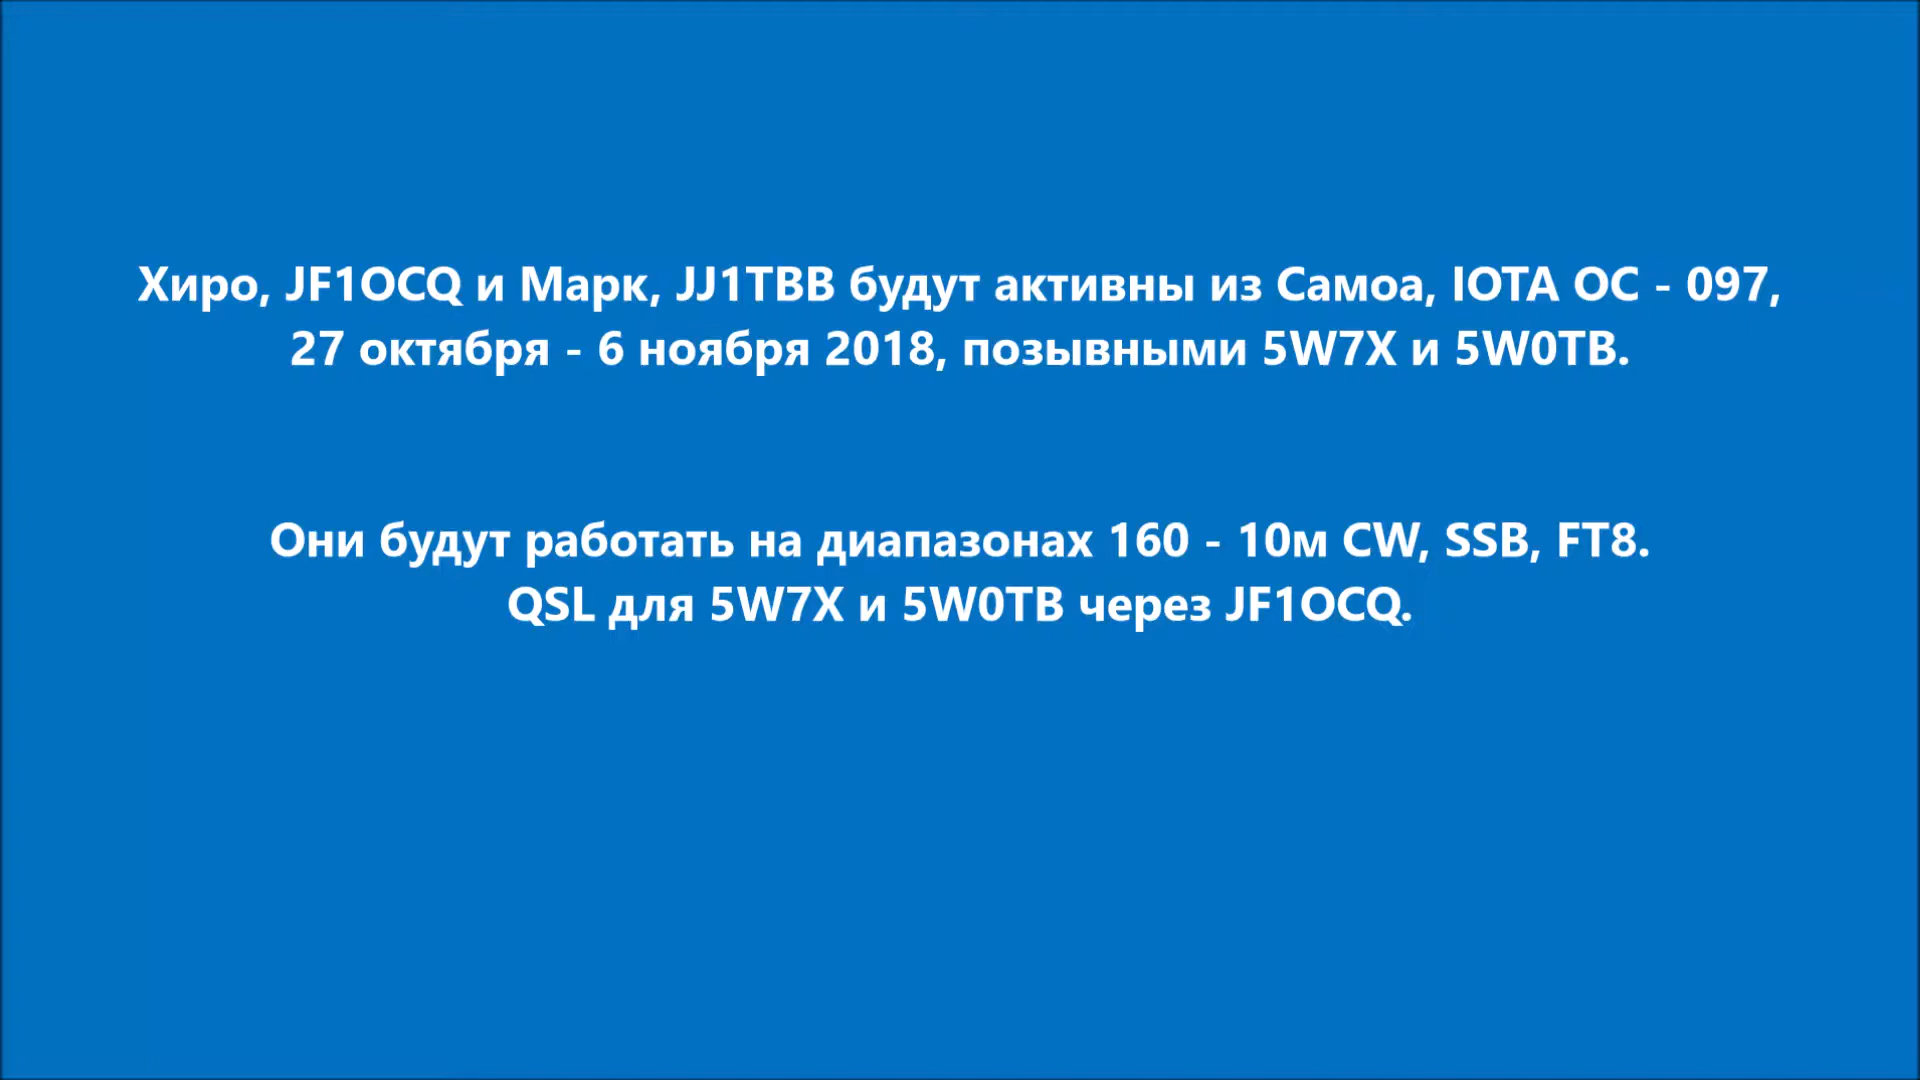 Хиро, JF1OCQ и Марк, JJ1TBB будут активны из Самоа, IOTA OC - 097,
27 октября - 6 ноября 2018, позывными 5W7X и 5W0TB.
Они будут работать на диапазонах 160 - 10м CW, SSB, FT8.
QSL для 5W7X и 5W0TB через JF1OCQ.